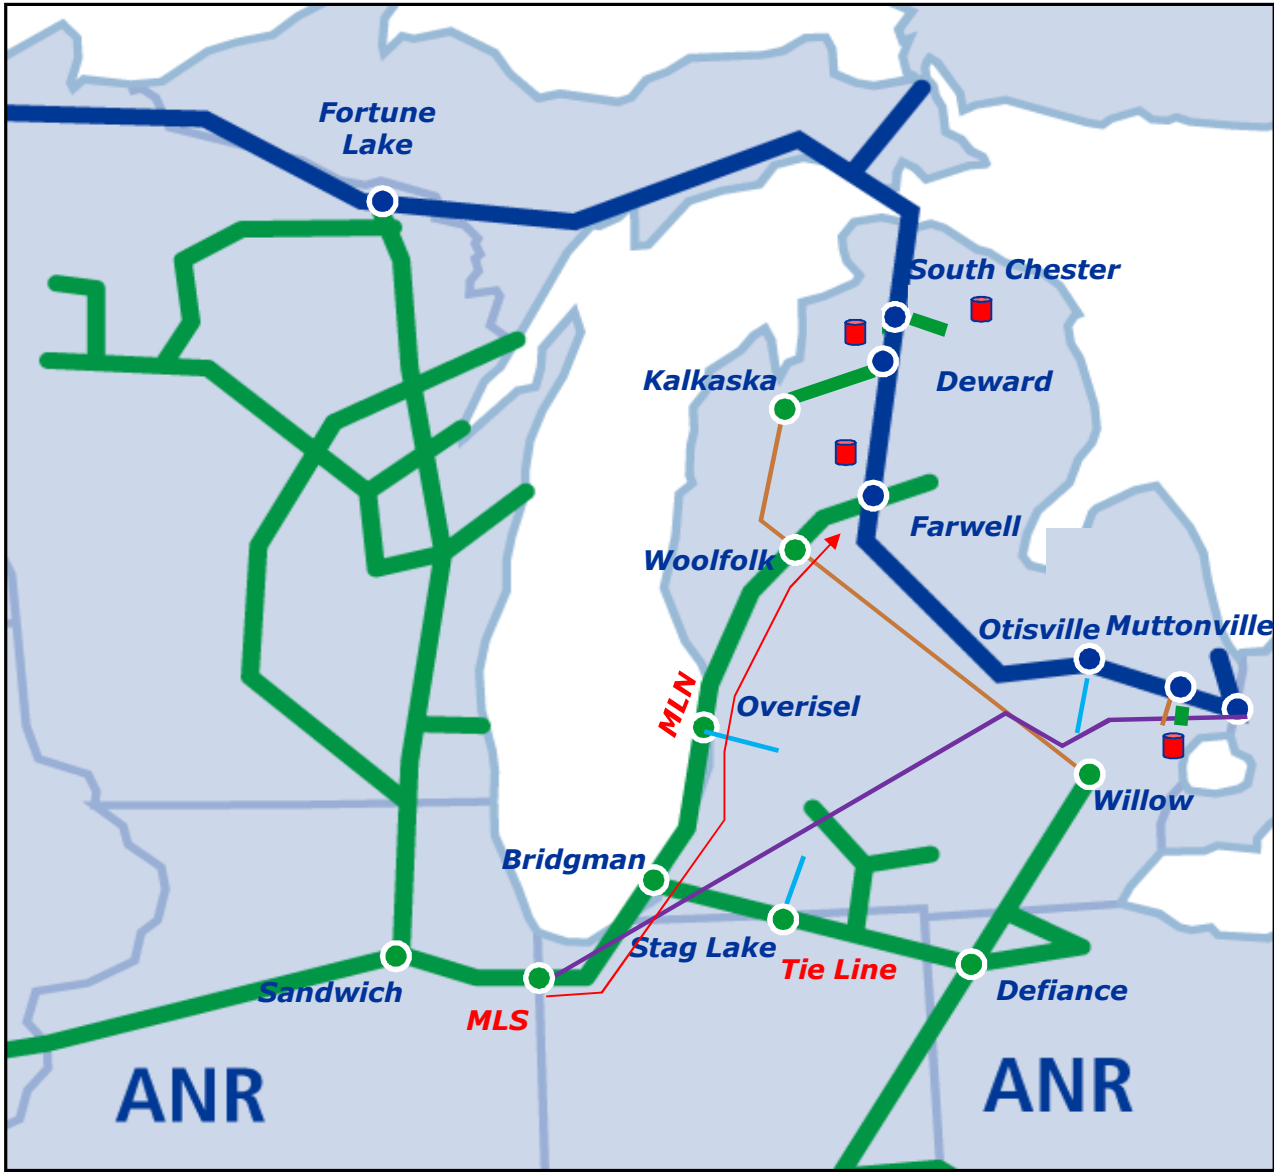 Fortune
Lake
South Chester
Kalkaska
Deward
Farwell
Woolfolk
Otisville
Muttonville
MLN
Overisel
Willow
Bridgman
Stag Lake
Tie Line
Sandwich
Defiance
MLS
ANR
ANR